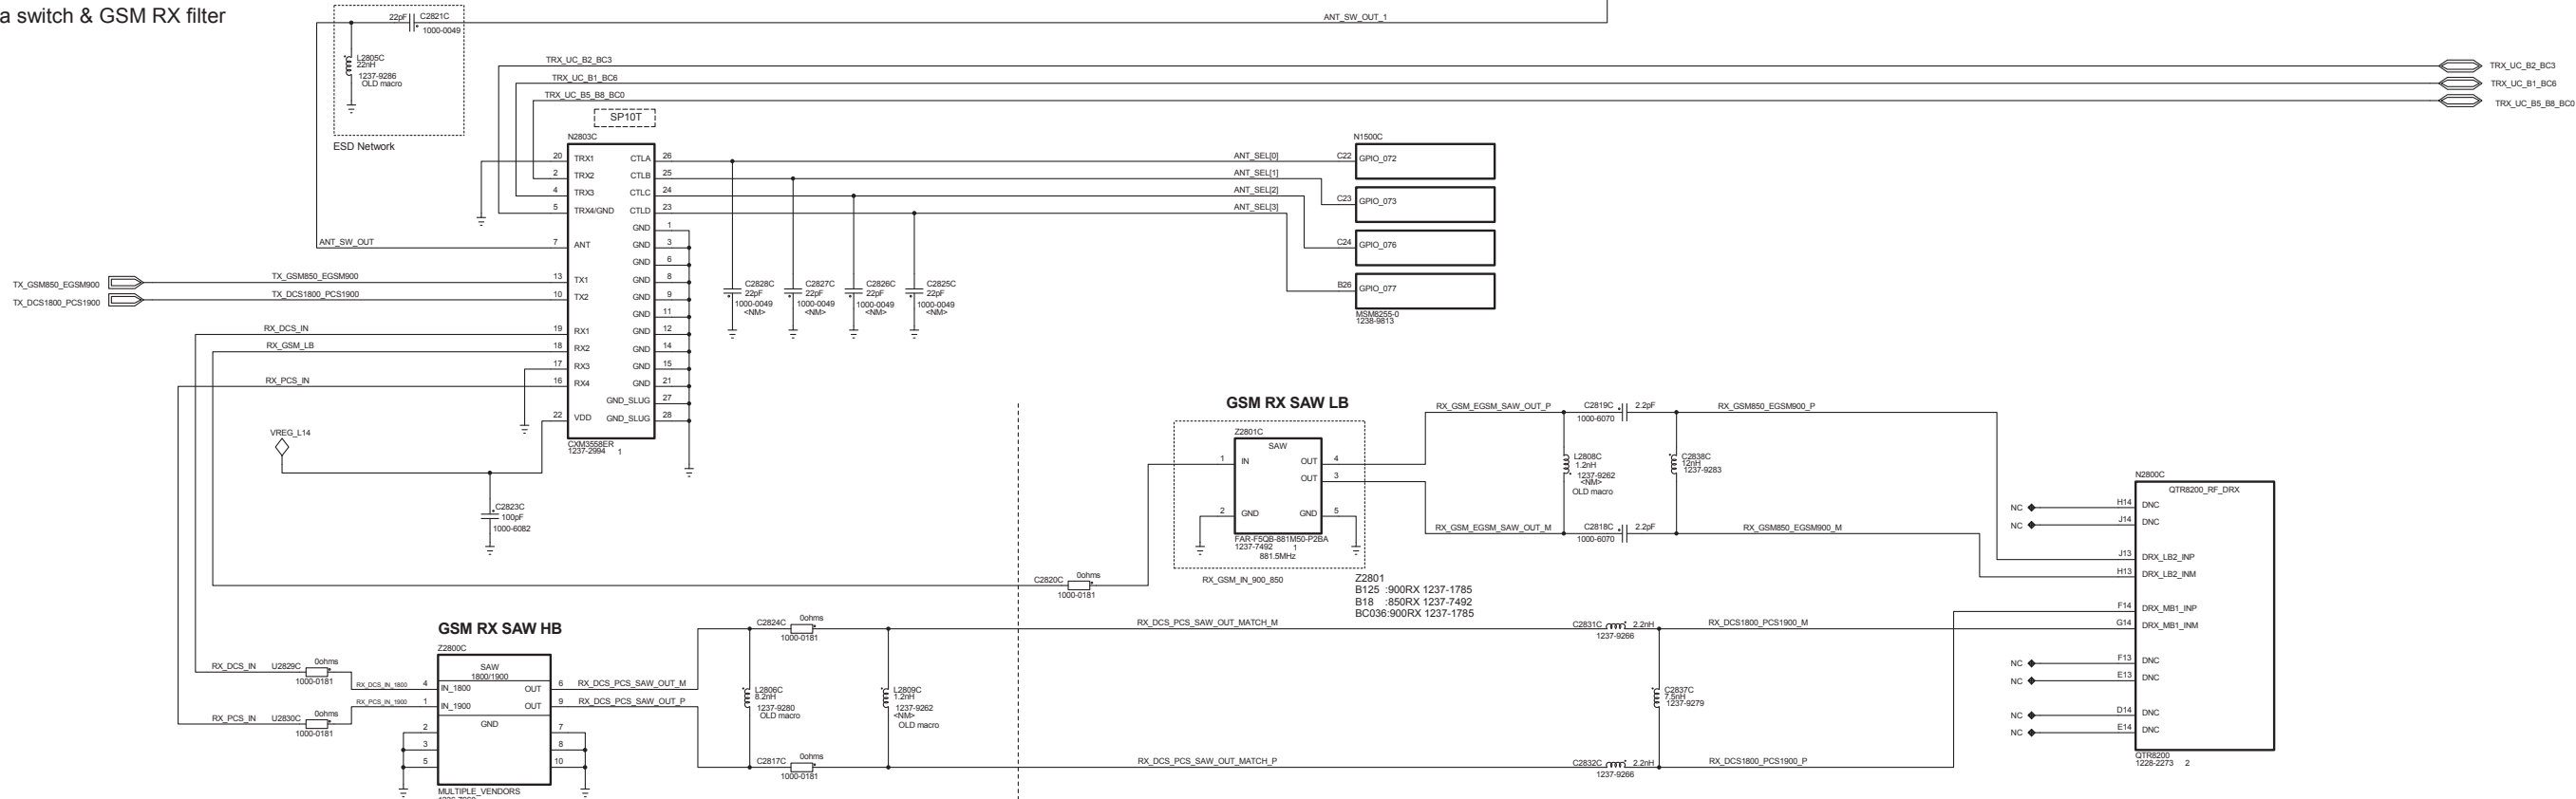 a switch & GSM RX filter
22pF C2821C
1000-0049
L2805C
22nH
1237-9286
OLD macro
ESD Network
ANT_SW_OUT_1
TRX_UC_B2_BC3
TRX_UC_B1_BC6
TRX_UC_B5_B8_BC0
TRX_UC_B2_BC3
TRX_UC_B1_BC6
TRX_UC_B5_B8_BC0
SP10T
N2803C
20 TRX1 CTLA 26
2 TRX2 CTLB 25
4 TRX3 CTLC 24
5 TRX4/GND CTLD 23
GND 1
7 ANT GND 3
GND 6
13 TX1 GND 8
10 TX2 GND 9
GND 11
19 RX1 GND 12
18 RX2 GND 14
17 RX3 GND 15
16 RX4 GND 21
GND_SLUG 27
22 VDD GND_SLUG 28
CXM3558ER
1237-2994 1
ANT_SW_OUT
TX_GSM850_EGSM900 TX_GSM850_EGSM900
TX_DCS1800_PCS1900 TX_DCS1800_PCS1900
RX_DCS_IN
RX_GSM_LB
RX_PCS_IN
VREG_L14
C2823C
100pF
1000-6082
ANT_SEL[0]
ANT_SEL[1]
ANT_SEL[2]
ANT_SEL[3]
C2828C
22pF
1000-0049
<NM>
C2827C
22pF
1000-0049
<NM>
C2826C
22pF
1000-0049
<NM>
C2825C
22pF
1000-0049
<NM>
N1500C
C22 GPIO_072
C23 GPIO_073
C24 GPIO_076
B26 GPIO_077
MSM8255-0
1238-9813
GSM RX SAW LB
Z2801C
SAW
1 IN OUT 4
OUT 3
2 GND GND 5
FAR-F5QB-881M50-P2BA
1237-7492 1
881.5MHz
RX_GSM_IN_900_850
C2820C 0ohms
1000-0181
Z2801
B125 :900RX 1237-1785
B18 :850RX 1237-7492
BC036:900RX 1237-1785
RX_GSM_EGSM_SAW_OUT_P C2819C 2.2pF RX_GSM850_EGSM900_P
1000-6070
L2808C
1.2nH
1237-9262
<NM>
OLD macro
C2838C
12nH
1237-9283
RX_GSM_EGSM_SAW_OUT_M C2818C 2.2pF RX_GSM850_EGSM900_M
1000-6070
N2800C
QTR8200_RF_DRX
NC H14 DNC
NC J14 DNC
J13 DRX_LB2_INP
H13 DRX_LB2_INM
F14 DRX_MB1_INP
G14 DRX_MB1_INM
NC F13 DNC
NC E13 DNC
NC D14 DNC
NC E14 DNC
QTR8200
1228-2273 2
GSM RX SAW HB
Z2800C
SAW
1800/1900
RX_DCS_IN U2829C 0ohms
1000-0181
RX_DCS_IN_1800 4 IN_1800 OUT 6 RX_DCS_PCS_SAW_OUT_M
RX_PCS_IN_1900 1 IN_1900 OUT 9 RX_DCS_PCS_SAW_OUT_P
RX_PCS_IN U2830C 0ohms
1000-0181
GND
2 7
3 8
5 10
MULTIPLE_VENDORS
C2824C 0ohms
1000-0181
L2806C
8.2nH
1237-9280
OLD macro
L2809C
1.2nH
1237-9262
<NM>
OLD macro
C2817C 0ohms
1000-0181
RX_DCS_PCS_SAW_OUT_MATCH_M C2831C 2.2nH RX_DCS1800_PCS1900_M
1237-9266
C2837C
7.5nH
1237-9279
RX_DCS_PCS_SAW_OUT_MATCH_P C2832C 2.2nH RX_DCS1800_PCS1900_P
1237-9266